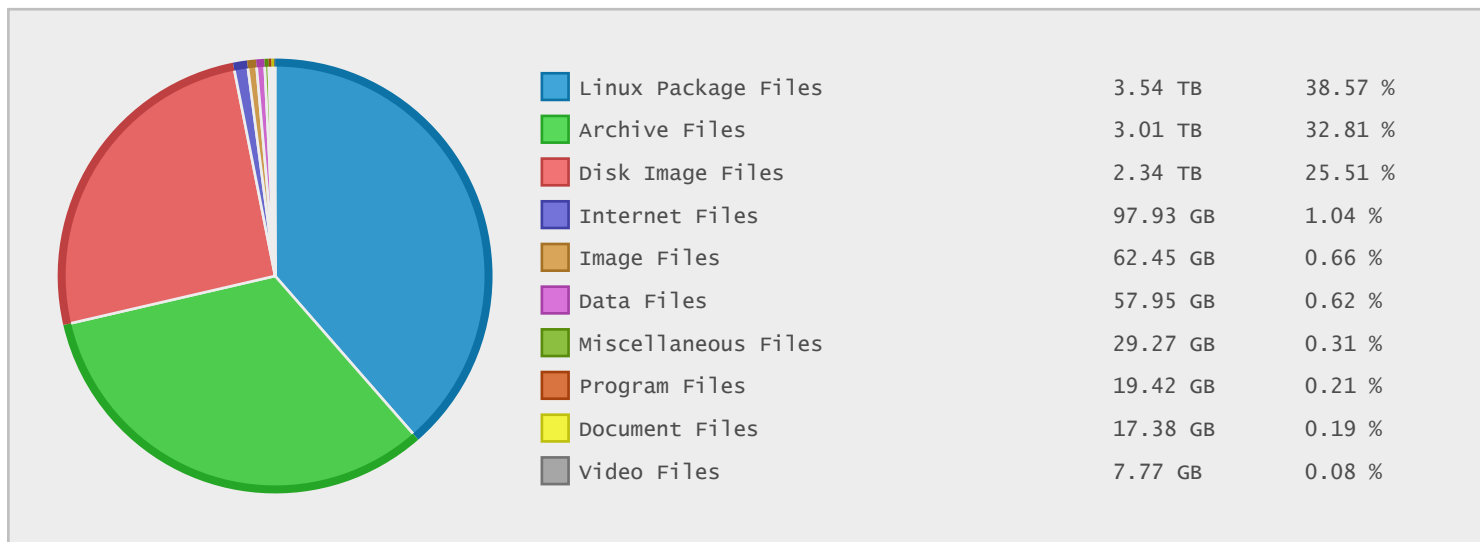 Linux Package Files 3.54 TB 38.57 %
Archive Files 3.01 TB 32.81 %
Disk Image Files 2.34 TB 25.51 %
Internet Files 97.93 GB 1.04 %
Image Files 62.45 GB 0.66 %
Data Files 57.95 GB 0.62 %
Miscellaneous Files 29.27 GB 0.31 %
Program Files 19.42 GB 0.21 %
Document Files 17.38 GB 0.19 %
Video Files 7.77 GB 0.08 %